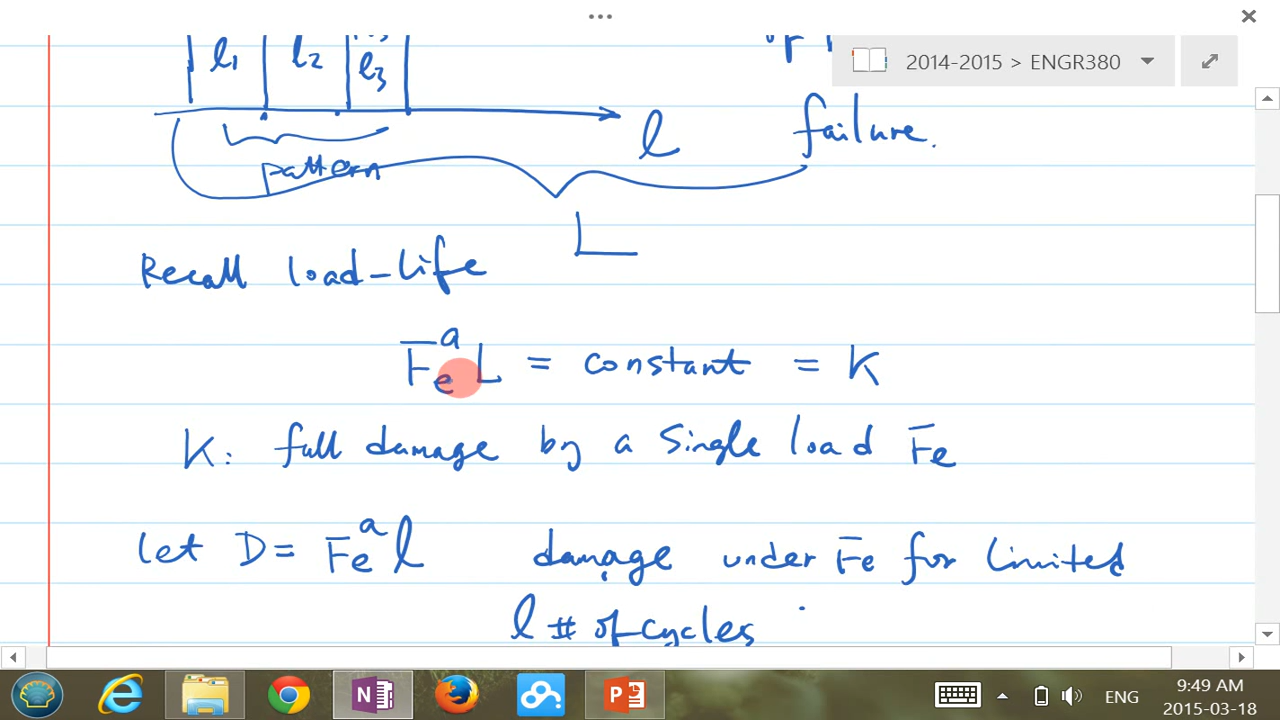 2014-2015 > ENGR380
l1 l2 l3
l failure.
pattern
L
Recall load-life
Fe^a L = constant = K
K: full damage by a single load Fe
let D = Fe^a l damage under Fe for limited
l # of cycles
ENG
9:49 AM
2015-03-18